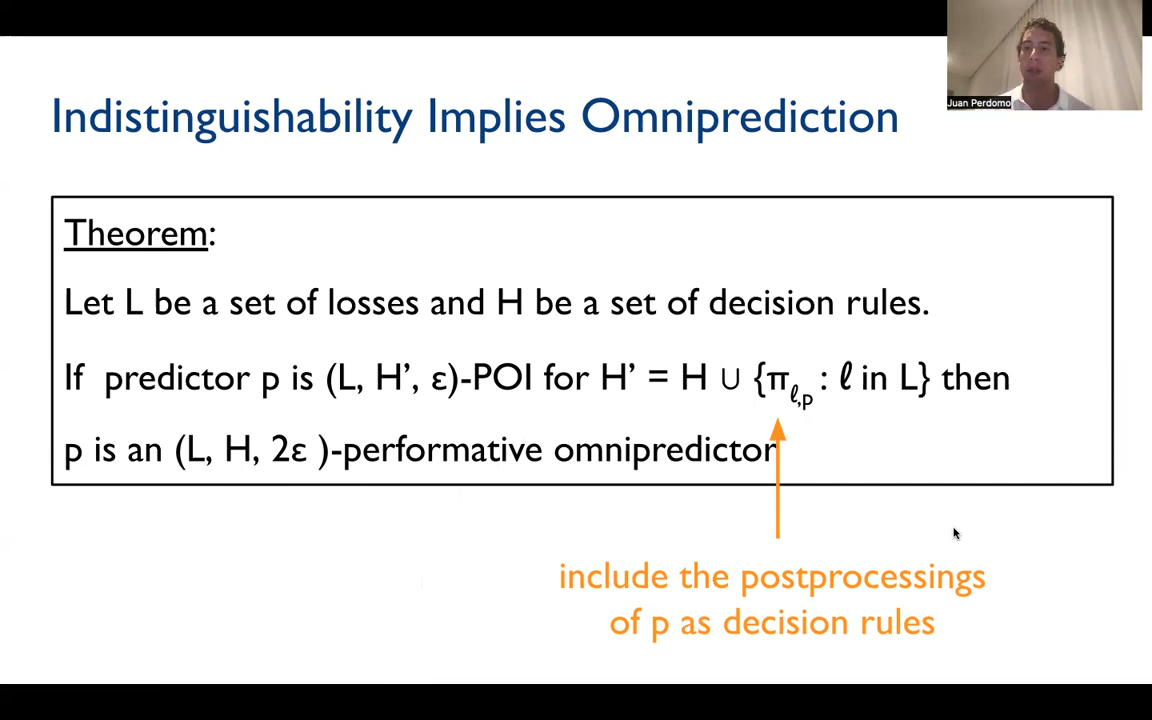 Indistinguishability Implies Omniprediction
Juan Perdomo
Theorem:
Let L be a set of losses and H be a set of decision rules.
If predictor p is (L, H’, ε)-POI for H’ = H ∪ {π_ℓ,p : ℓ in L} then
p is an (L, H, 2ε )-performative omnipredictor
include the postprocessings
of p as decision rules